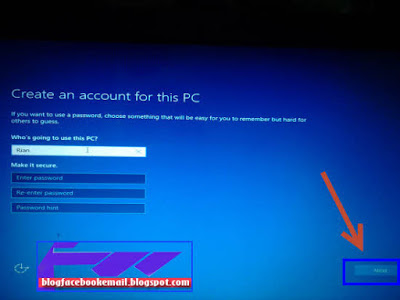 Create an account for this PC
If you want to use a password, choose something that will be easy for you to remember but hard for
others to guess.
Who's going to use this PC?
Rian
Make it secure.
Enter password
Re-enter password
Password hint
Next
blogfacebookemail.blogspot.com